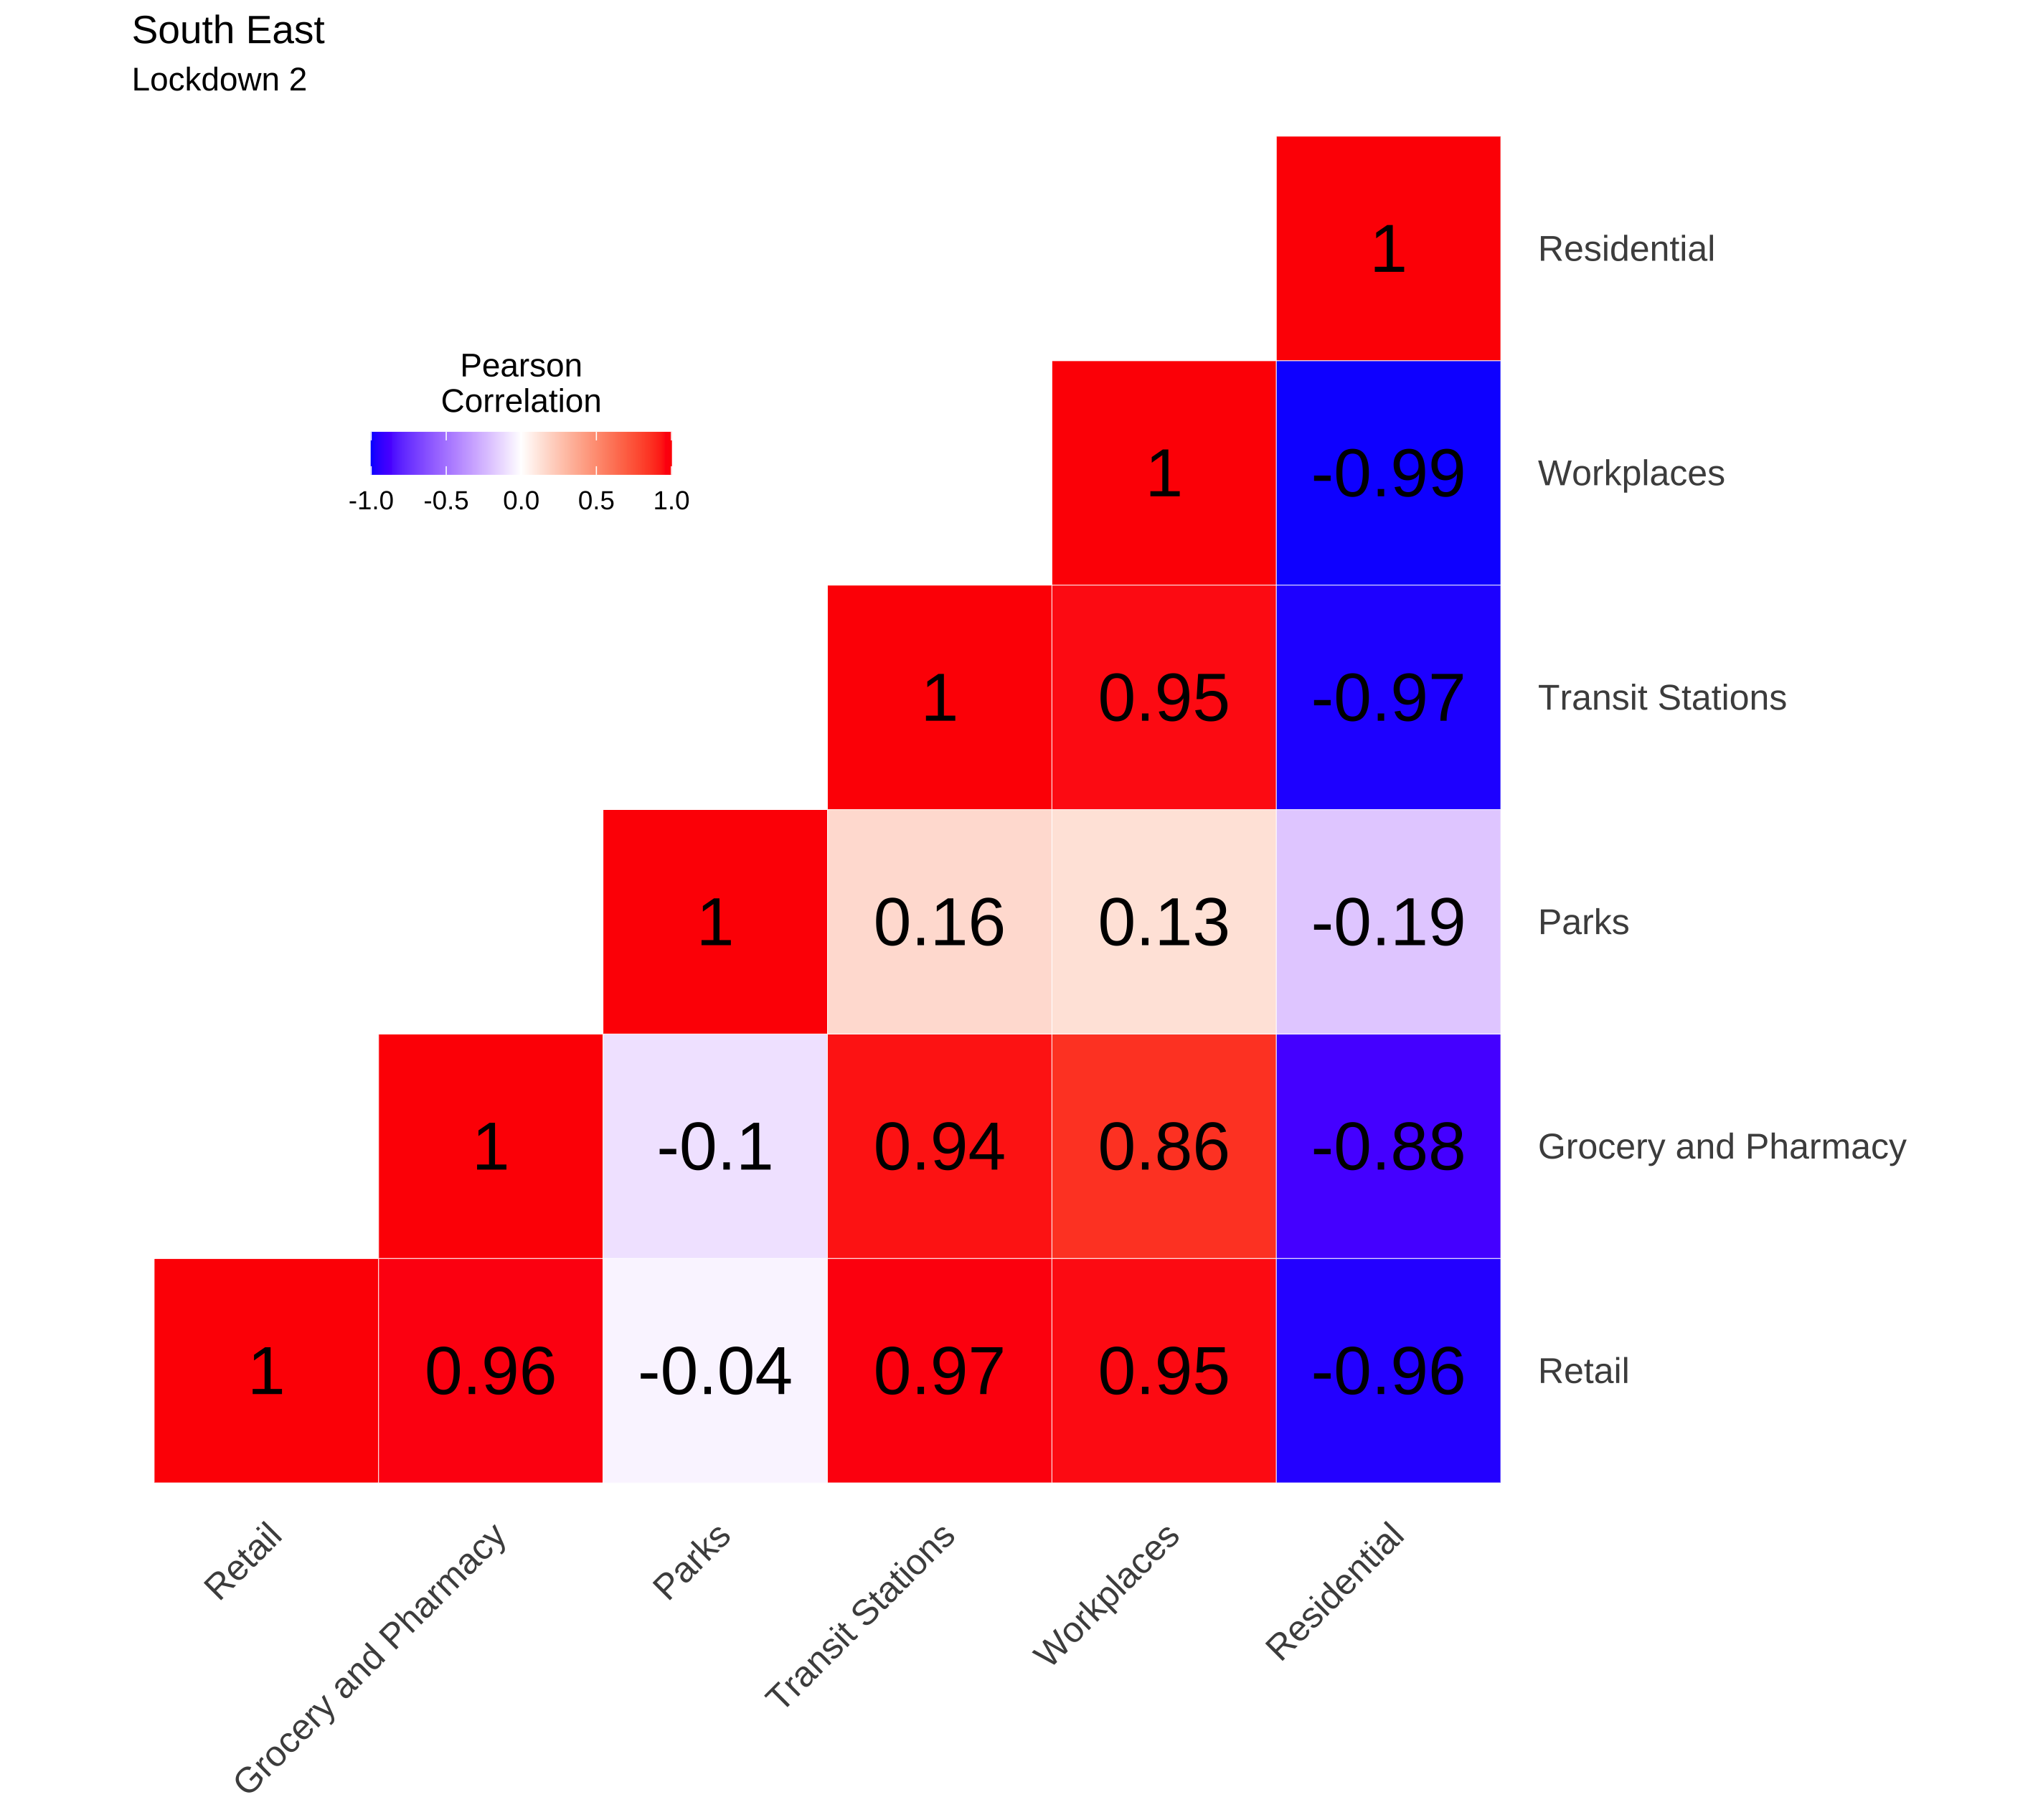 South East
Lockdown 2
1 Residential
Pearson
Correlation
-1.0 -0.5 0.0 0.5 1.0
1 -0.99 Workplaces
1 0.95 -0.97 Transit Stations
1 0.16 0.13 -0.19 Parks
1 -0.1 0.94 0.86 -0.88 Grocery and Pharmacy
1 0.96 -0.04 0.97 0.95 -0.96 Retail
Retail
Grocery and Pharmacy
Parks
Transit Stations
Workplaces
Residential